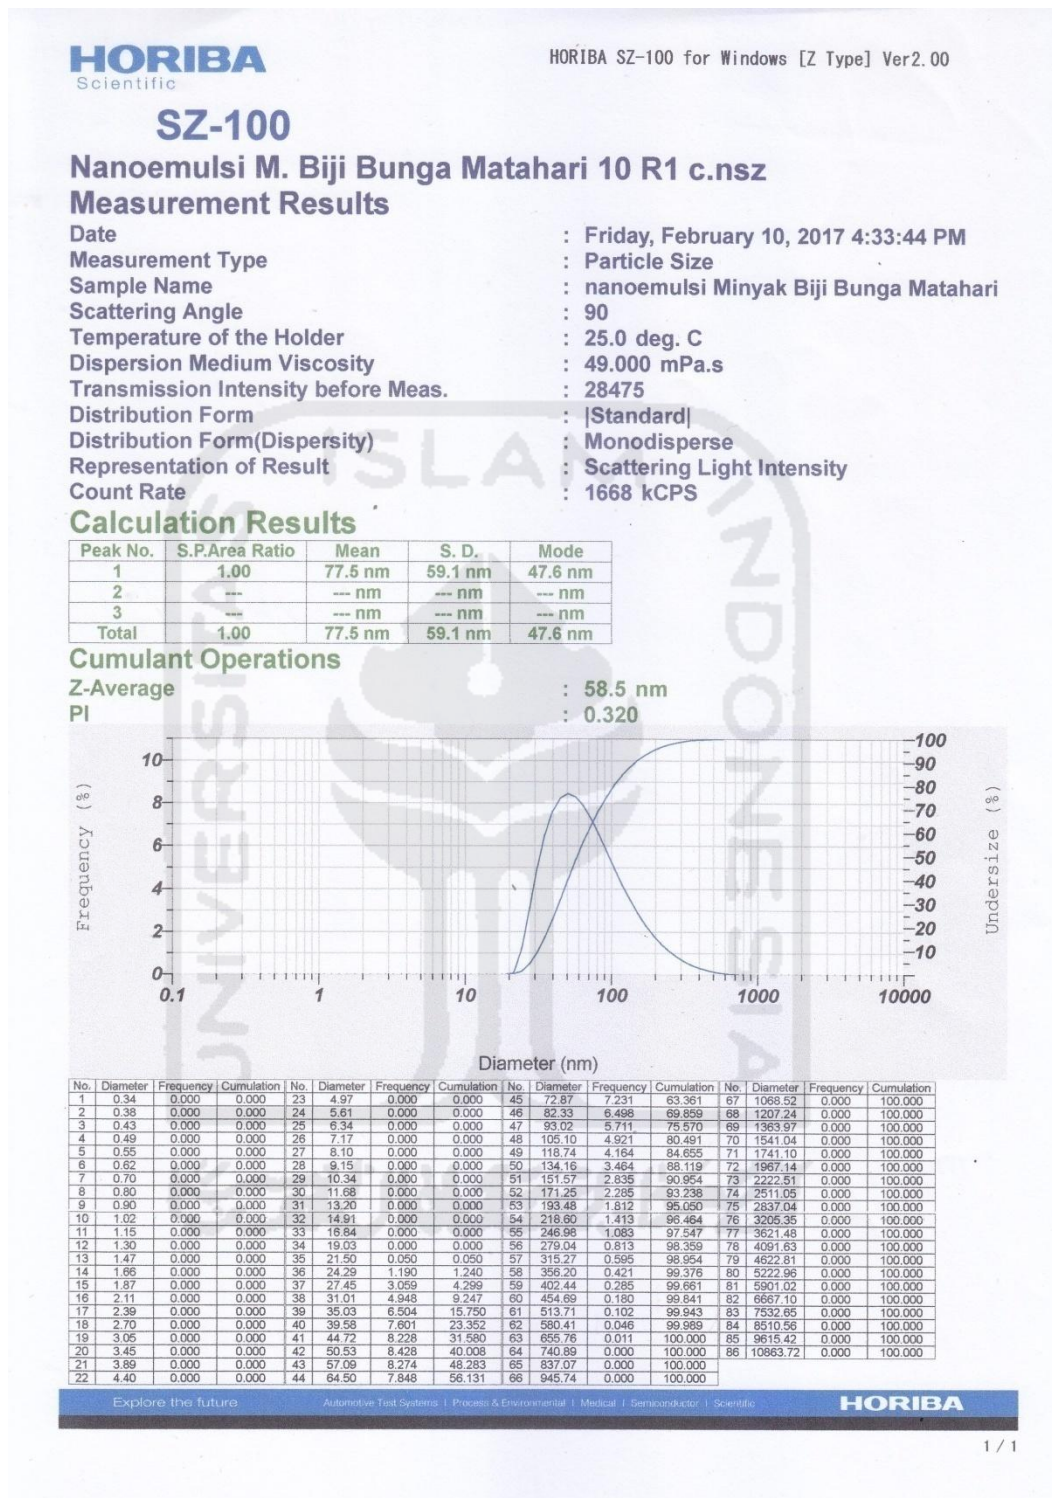 HORIBA
Scientific
HORIBA SZ-100 for Windows [Z Type] Ver2.00
SZ-100
Nanoemulsi M. Biji Bunga Matahari 10 R1 c.nsz
Measurement Results
Date : Friday, February 10, 2017 4:33:44 PM
Measurement Type : Particle Size
Sample Name : nanoemulsi Minyak Biji Bunga Matahari
Scattering Angle : 90
Temperature of the Holder : 25.0 deg. C
Dispersion Medium Viscosity : 49.000 mPa.s
Transmission Intensity before Meas. : 28475
Distribution Form : |Standard|
Distribution Form(Dispersity) : Monodisperse
Representation of Result : Scattering Light Intensity
Count Rate : 1668 kCPS
Calculation Results
Peak No. S.P.Area Ratio Mean S. D. Mode
1 1.00 77.5 nm 59.1 nm 47.6 nm
2 --- --- nm --- nm --- nm
3 --- --- nm --- nm --- nm
Total 1.00 77.5 nm 59.1 nm 47.6 nm
Cumulant Operations
Z-Average : 58.5 nm
PI : 0.320
Frequency (%)
10
8
6
4
2
0
0.1 1 10 100 1000 10000
100
90
80
70
60
50
40
30
20
10
Undersize (%)
Diameter (nm)
No. Diameter Frequency Cumulation No. Diameter Frequency Cumulation No. Diameter Frequency Cumulation No. Diameter Frequency Cumulation
1 0.34 0.000 0.000 23 4.97 0.000 0.000 45 72.87 7.231 63.361 67 1068.52 0.000 100.000
2 0.38 0.000 0.000 24 5.61 0.000 0.000 46 82.33 6.498 69.859 68 1207.24 0.000 100.000
3 0.43 0.000 0.000 25 6.34 0.000 0.000 47 93.02 5.711 75.570 69 1363.97 0.000 100.000
4 0.49 0.000 0.000 26 7.17 0.000 0.000 48 105.10 4.921 80.491 70 1541.04 0.000 100.000
5 0.55 0.000 0.000 27 8.10 0.000 0.000 49 118.74 4.164 84.655 71 1741.10 0.000 100.000
6 0.62 0.000 0.000 28 9.15 0.000 0.000 50 134.16 3.464 88.119 72 1967.14 0.000 100.000
7 0.70 0.000 0.000 29 10.34 0.000 0.000 51 151.57 2.835 90.954 73 2222.51 0.000 100.000
8 0.80 0.000 0.000 30 11.68 0.000 0.000 52 171.25 2.285 93.238 74 2511.05 0.000 100.000
9 0.90 0.000 0.000 31 13.20 0.000 0.000 53 193.48 1.812 95.050 75 2837.04 0.000 100.000
10 1.02 0.000 0.000 32 14.91 0.000 0.000 54 218.60 1.413 96.464 76 3205.35 0.000 100.000
11 1.15 0.000 0.000 33 16.84 0.000 0.000 55 246.98 1.083 97.547 77 3621.48 0.000 100.000
12 1.30 0.000 0.000 34 19.03 0.000 0.000 56 279.04 0.813 98.359 78 4091.63 0.000 100.000
13 1.47 0.000 0.000 35 21.50 0.050 0.050 57 315.27 0.595 98.954 79 4622.81 0.000 100.000
14 1.66 0.000 0.000 36 24.29 1.190 1.240 58 356.20 0.421 99.376 80 5222.96 0.000 100.000
15 1.87 0.000 0.000 37 27.45 3.059 4.299 59 402.44 0.285 99.661 81 5901.02 0.000 100.000
16 2.11 0.000 0.000 38 31.01 4.948 9.247 60 454.69 0.180 99.841 82 6667.10 0.000 100.000
17 2.39 0.000 0.000 39 35.03 6.504 15.750 61 513.71 0.102 99.943 83 7532.65 0.000 100.000
18 2.70 0.000 0.000 40 39.58 7.601 23.352 62 580.41 0.046 99.989 84 8510.56 0.000 100.000
19 3.05 0.000 0.000 41 44.72 8.228 31.580 63 655.76 0.011 100.000 85 9615.42 0.000 100.000
20 3.45 0.000 0.000 42 50.53 8.428 40.008 64 740.89 0.000 100.000 86 10863.72 0.000 100.000
21 3.89 0.000 0.000 43 57.09 8.274 48.283 65 837.07 0.000 100.000
22 4.40 0.000 0.000 44 64.50 7.848 56.131 66 945.74 0.000 100.000
UNIVERSITAS ISLAM INDONESIA
Explore the future
Automotive Test Systems | Process & Environmental | Medical | Semiconductor | Scientific
HORIBA
1 / 1